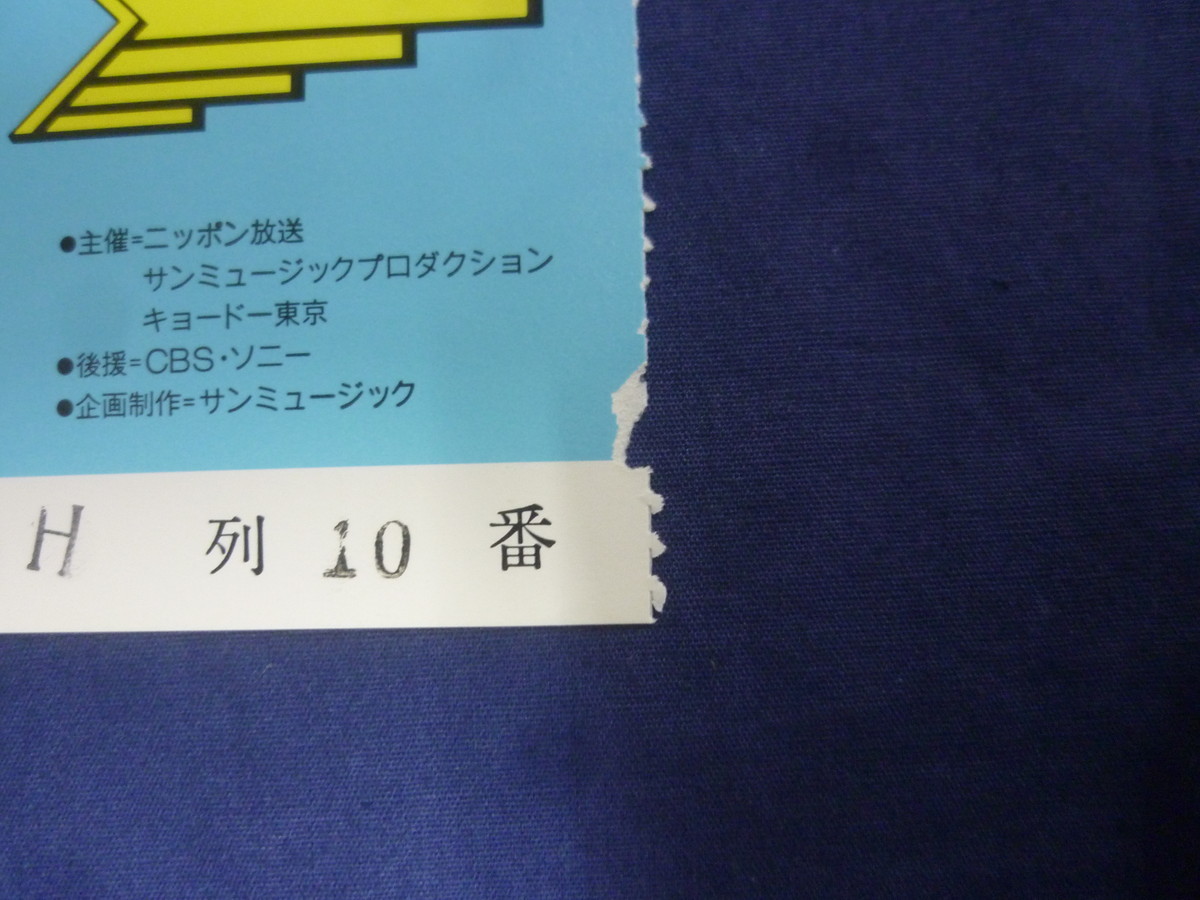 ●主催=ニッポン放送
サンミュージックプロダクション
キョードー東京
●後援=CBS・ソニー
●企画制作=サンミュージック
H 列 10 番